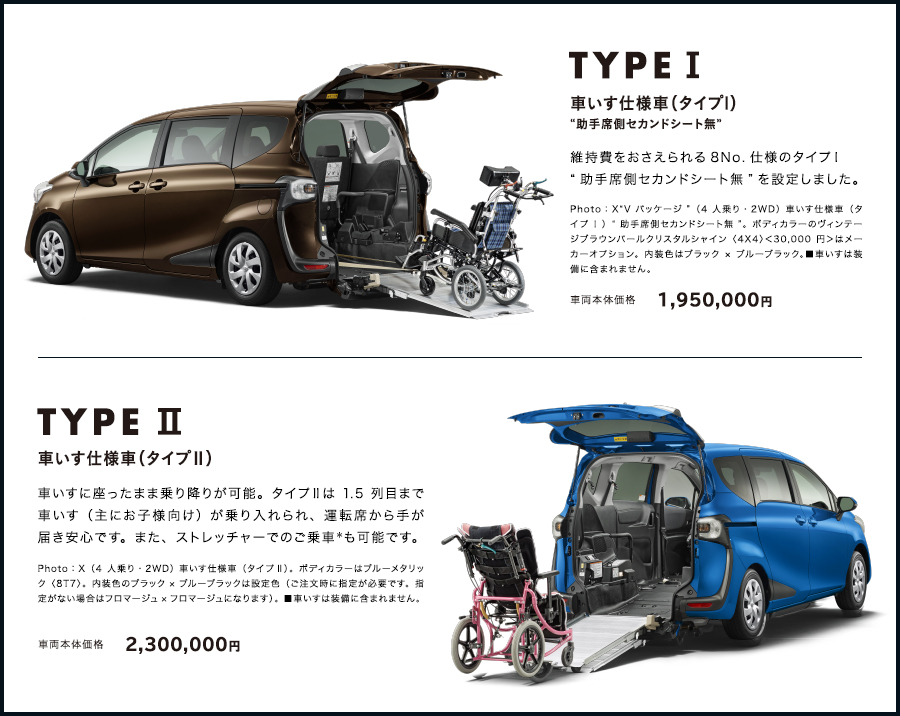 TYPE Ⅰ
車いす仕様車(タイプⅠ)
“助手席側セカンドシート無”
維持費をおさえられる8No.仕様のタイプⅠ
“ 助手席側セカンドシート無 ” を設定しました。
Photo：X“V パッケージ ”（4 人乗り・2WD）車いす仕様車（タ
イプ Ⅰ ）“ 助手席側セカンドシート無 ”。ボディカラーのヴィンテー
ジブラウンパールクリスタルシャイン〈4X4〉<30,000 円>はメー
カーオプション。内装色はブラック × ブルーブラック。■車いすは装
備に含まれません。
車両本体価格 1,950,000円
TYPE Ⅱ
車いす仕様車(タイプⅡ)
車いすに座ったまま乗り降りが可能。タイプⅡは 1.5 列目まで
車いす（主にお子様向け）が乗り入れられ、運転席から手が
届き安心です。また、ストレッチャーでのご乗車*も可能です。
Photo：X（4 人乗り・2WD）車いす仕様車（タイプⅡ）。ボディカラーはブルーメタリッ
ク〈8T7〉。内装色のブラック × ブルーブラックは設定色（ご注文時に指定が必要です。指
定がない場合はフロマージュ × フロマージュになります）。■車いすは装備に含まれません。
車両本体価格 2,300,000円